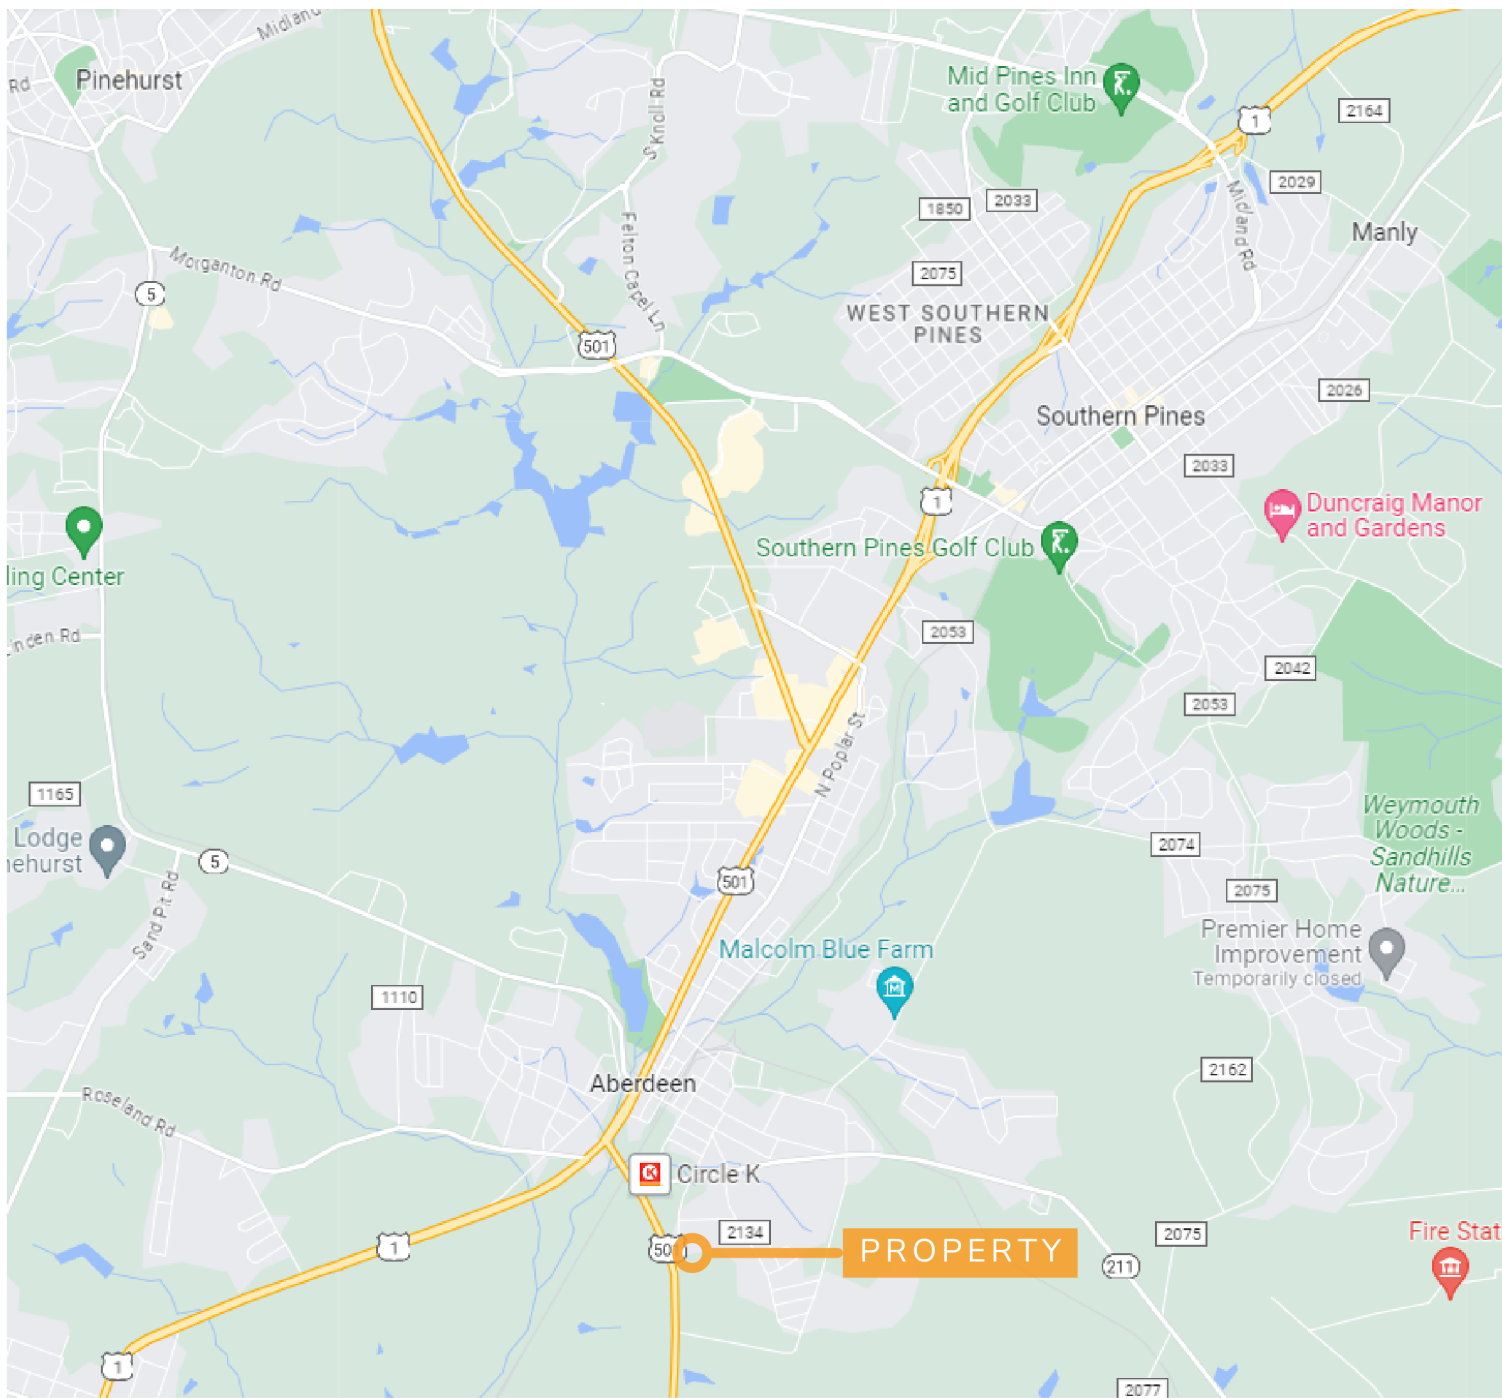 Midland
Rd
Pinehurst
S Knoll Rd
Mid Pines Inn
and Golf Club
1
2164
2029
Midland Rd
1850
2033
Manly
Felton Capel Ln
Morganton Rd
5
2075
WEST SOUTHERN
PINES
501
2026
Southern Pines
2033
1
Duncraig Manor
and Gardens
Southern Pines Golf Club
ling Center
inden Rd
2053
2042
2053
N Poplar St
1165
Lodge
nehurst
5
Sand Pit Rd
2074
Weymouth
Woods -
Sandhills
Nature...
501
2075
Malcolm Blue Farm
Premier Home
Improvement
Temporarily closed
1110
2162
Aberdeen
Roseland Rd
Circle K
2134
2075
Fire Stat
1
50
PROPERTY
211
1
2077